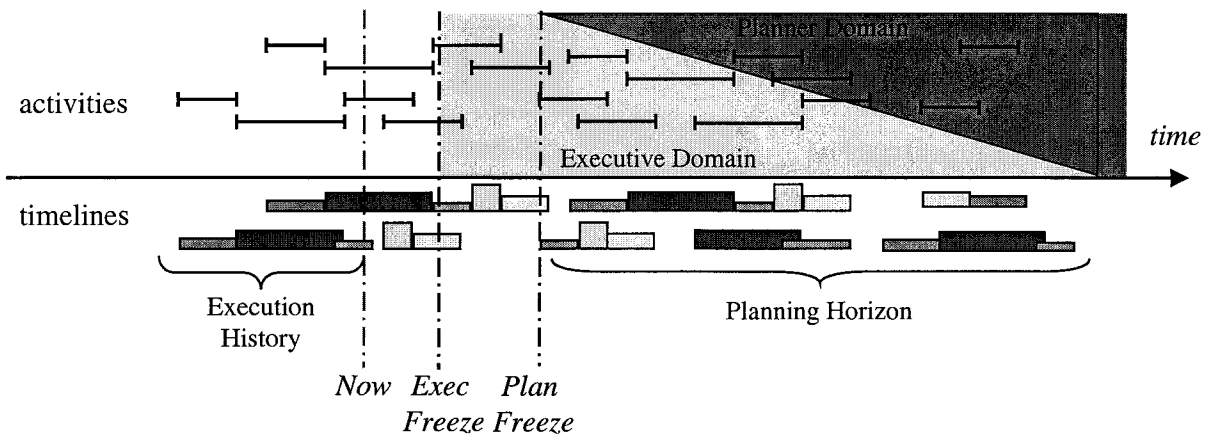 Planner Domain
activities
time
Executive Domain
timelines
Execution
History
Planning Horizon
Now
Exec
Freeze
Plan
Freeze